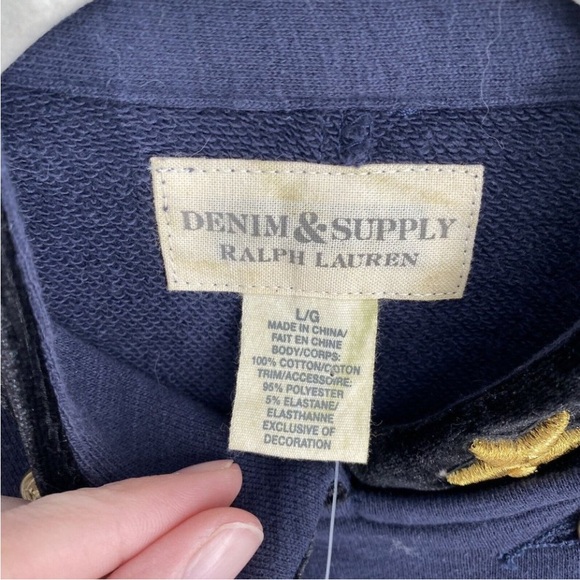 DENIM & SUPPLY
RALPH LAUREN
L/G
MADE IN CHINA/
FAIT EN CHINE
BODY/CORPS:
100% COTTON/COTON
TRIM/ACCESSOIRE:
95% POLYESTER
5% ELASTANE/
ELASTHANNE
EXCLUSIVE OF
DECORATION